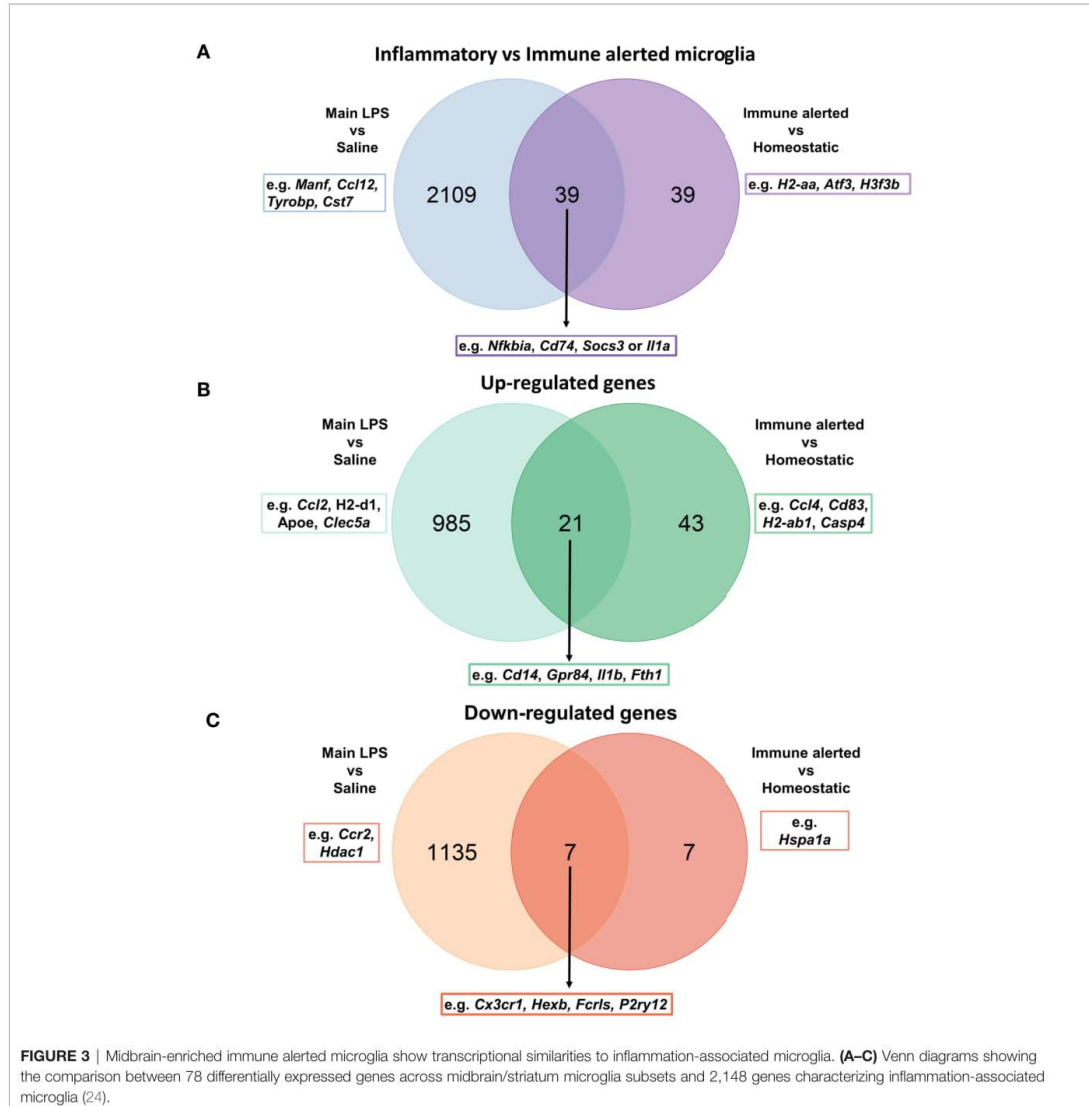 A
Inflammatory vs Immune alerted microglia
Main LPS
vs
Saline
e.g. Manf, Ccl12,
Tyrobp, Cst7
2109
39
39
Immune alerted
vs
Homeostatic
e.g. H2-aa, Atf3, H3f3b
e.g. Nfkbia, Cd74, Socs3 or Il1a
B
Up-regulated genes
Main LPS
vs
Saline
e.g. Ccl2, H2-d1,
Apoe, Clec5a
985
21
43
Immune alerted
vs
Homeostatic
e.g. Ccl4, Cd83,
H2-ab1, Casp4
e.g. Cd14, Gpr84, Il1b, Fth1
C
Down-regulated genes
Main LPS
vs
Saline
e.g. Ccr2,
Hdac1
1135
7
7
Immune alerted
vs
Homeostatic
e.g.
Hspa1a
e.g. Cx3cr1, Hexb, Fcrls, P2ry12
FIGURE 3 | Midbrain-enriched immune alerted microglia show transcriptional similarities to inflammation-associated microglia. (A–C) Venn diagrams showing
the comparison between 78 differentially expressed genes across midbrain/striatum microglia subsets and 2,148 genes characterizing inflammation-associated
microglia (24).